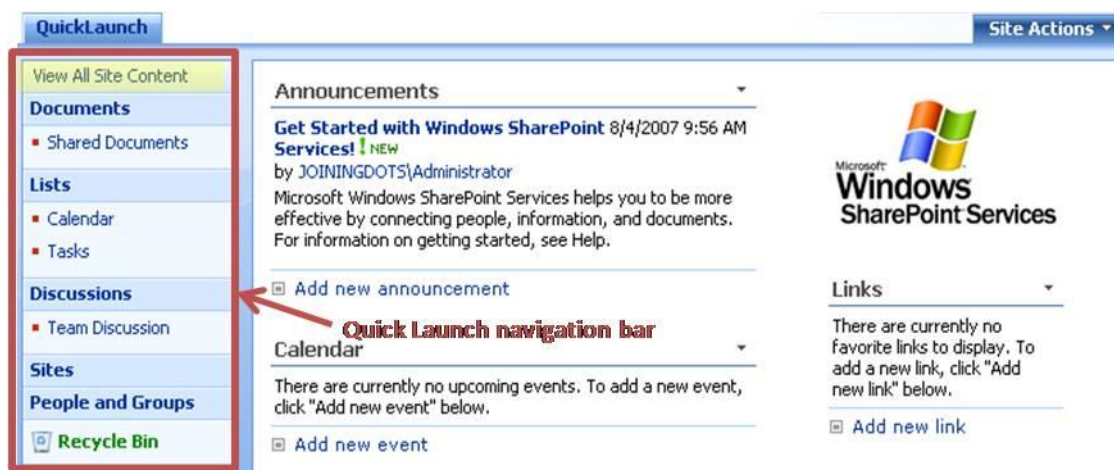 QuickLaunch
Site Actions
View All Site Content
Documents
Shared Documents
Lists
Calendar
Tasks
Discussions
Team Discussion
Sites
People and Groups
Recycle Bin
Announcements
Get Started with Windows SharePoint 8/4/2007 9:56 AM
Services! ! NEW
by JOININGDOTS\Administrator
Microsoft Windows SharePoint Services helps you to be more
effective by connecting people, information, and documents.
For information on getting started, see Help.
Add new announcement
Quick Launch navigation bar
Calendar
There are currently no upcoming events. To add a new event,
click "Add new event" below.
Add new event
Microsoft
Windows
SharePoint Services
Links
There are currently no
favorite links to display. To
add a new link, click "Add
new link" below.
Add new link